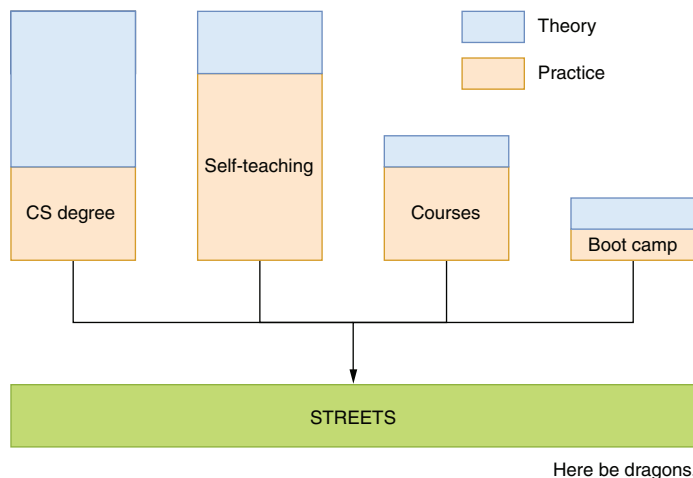 Theory
Practice
CS degree
Self-teaching
Courses
Boot camp
STREETS
Here be dragons.